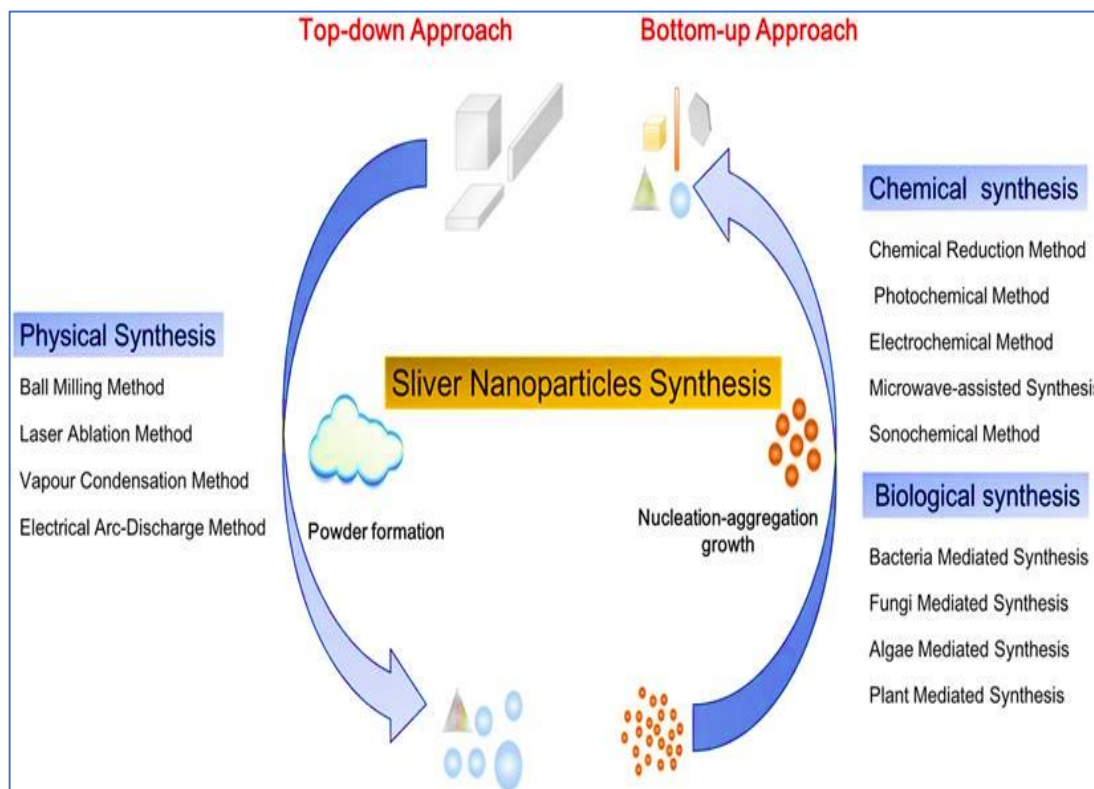 Top-down Approach
Bottom-up Approach
Physical Synthesis
Ball Milling Method
Laser Ablation Method
Vapour Condensation Method
Electrical Arc-Discharge Method
Sliver Nanoparticles Synthesis
Powder formation
Nucleation-aggregation
growth
Chemical synthesis
Chemical Reduction Method
Photochemical Method
Electrochemical Method
Microwave-assisted Synthesis
Sonochemical Method
Biological synthesis
Bacteria Mediated Synthesis
Fungi Mediated Synthesis
Algae Mediated Synthesis
Plant Mediated Synthesis